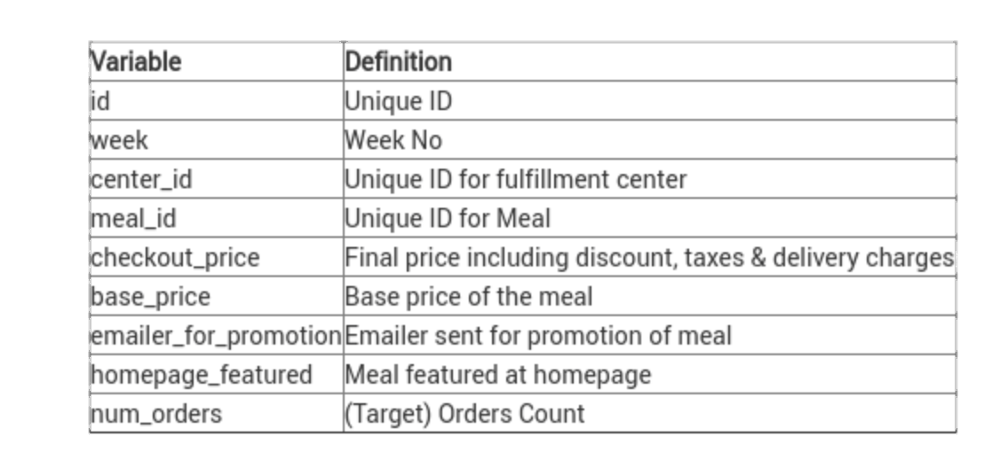 Variable Definition
id Unique ID
week Week No
center_id Unique ID for fulfillment center
meal_id Unique ID for Meal
checkout_price Final price including discount, taxes & delivery charges
base_price Base price of the meal
emailer_for_promotion Emailer sent for promotion of meal
homepage_featured Meal featured at homepage
num_orders (Target) Orders Count